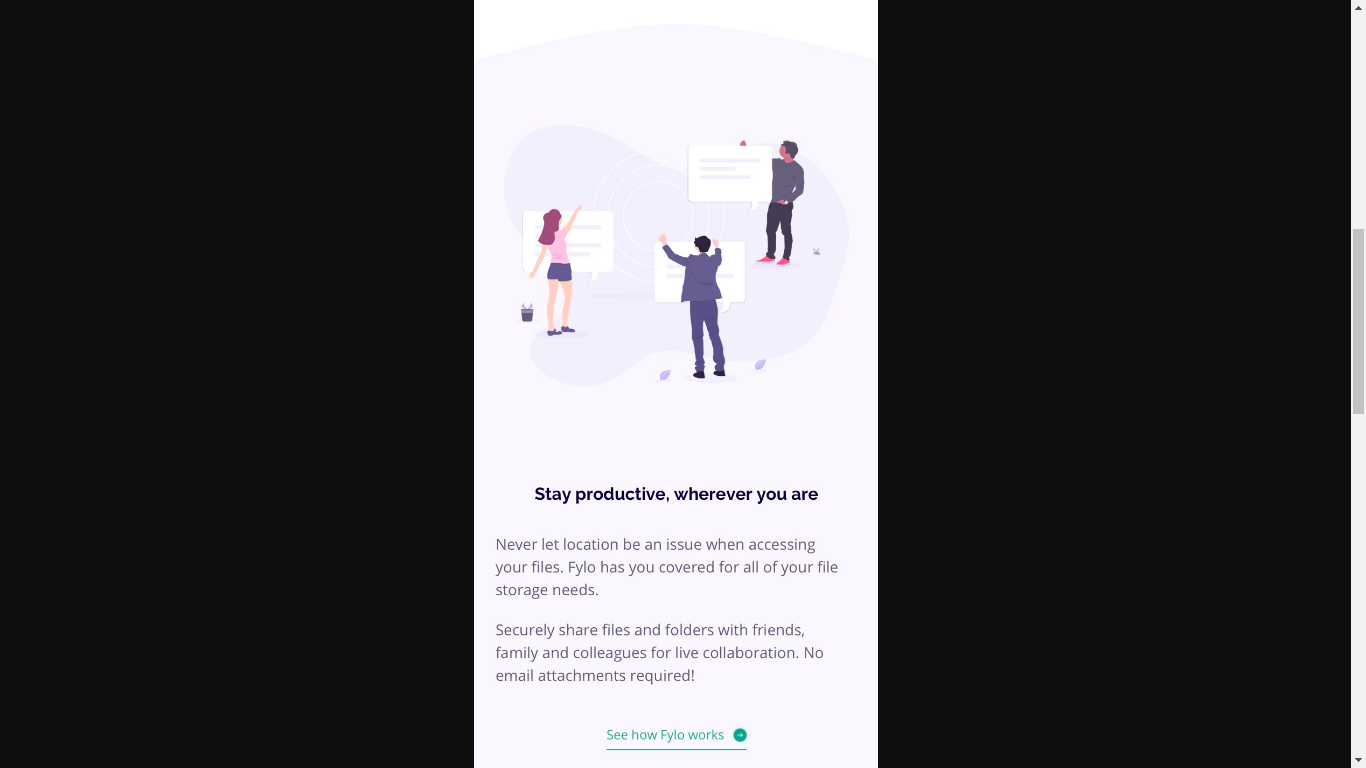 Stay productive, wherever you are
Never let location be an issue when accessing
your files. Fylo has you covered for all of your file
storage needs.
Securely share files and folders with friends,
family and colleagues for live collaboration. No
email attachments required!
See how Fylo works